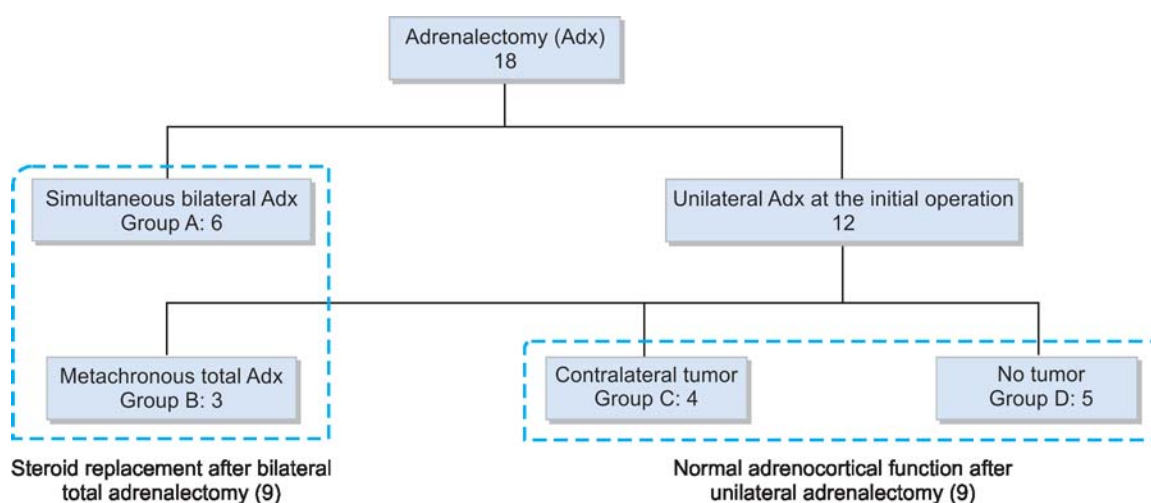 Adrenalectomy (Adx)
18
Simultaneous bilateral Adx
Group A: 6
Unilateral Adx at the initial operation
12
Metachronous total Adx
Group B: 3
Contralateral tumor
Group C: 4
No tumor
Group D: 5
Steroid replacement after bilateral
total adrenalectomy (9)
Normal adrenocortical function after
unilateral adrenalectomy (9)